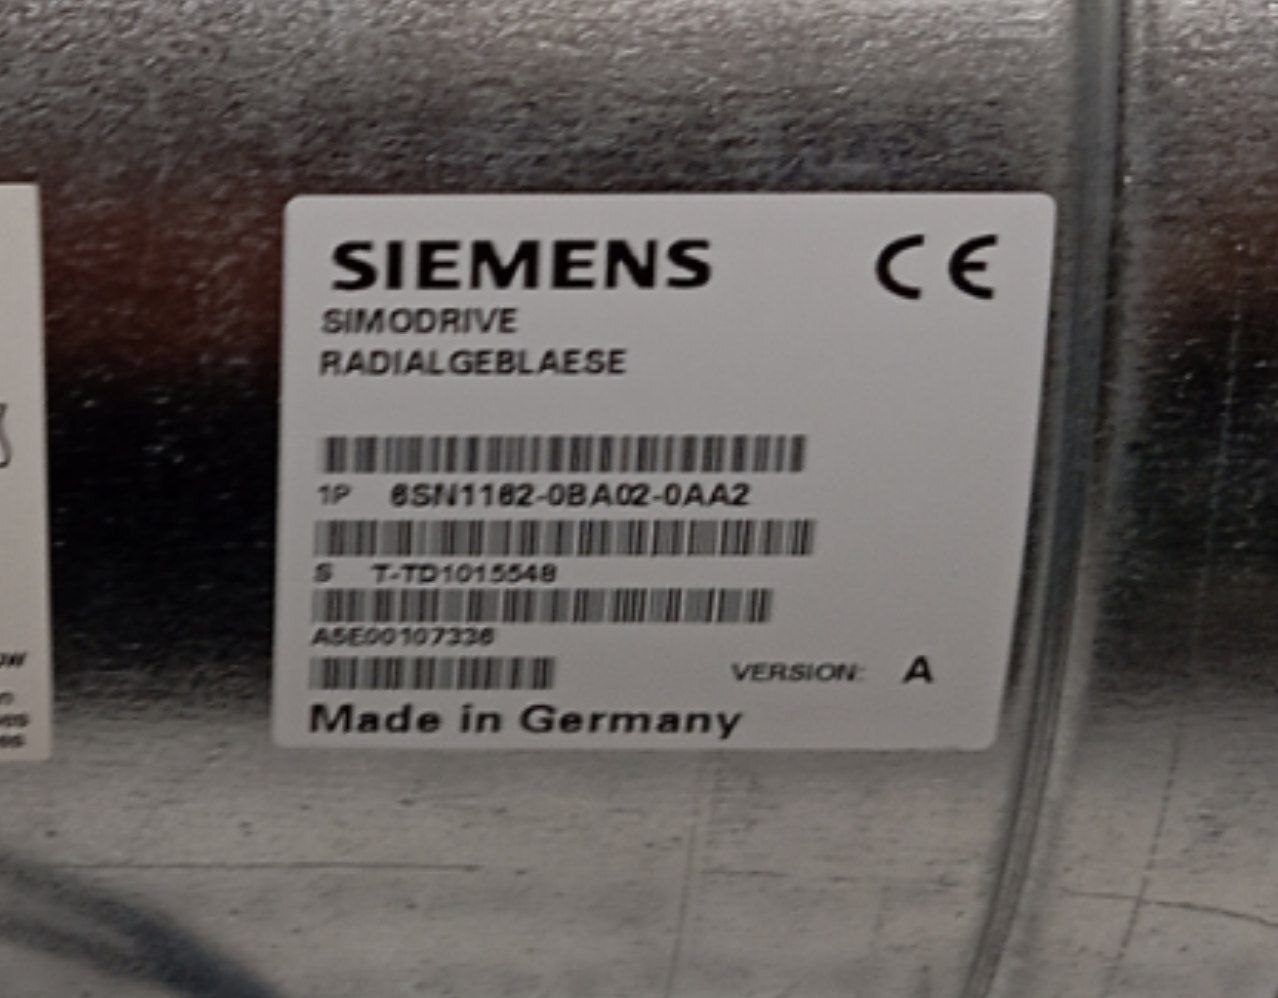 SIEMENS CE
SIMODRIVE
RADIALGEBLAESE
1P 6SN1162-0BA02-0AA2
S T-TD1015548
A5E00107336
VERSION: A
Made in Germany